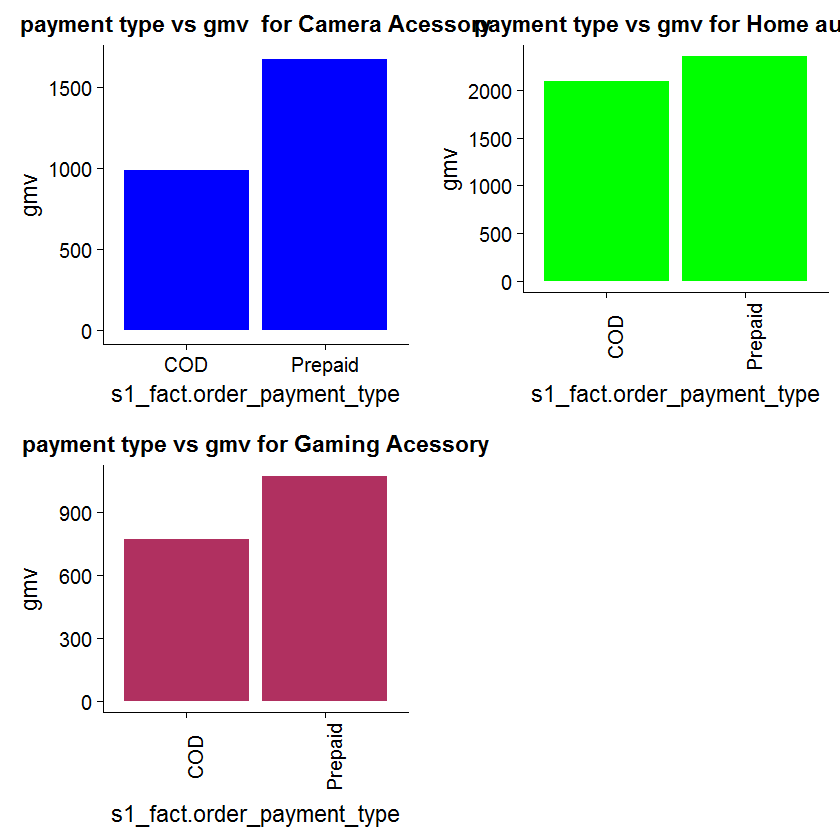 payment type vs gmv  for Camera Acessory
gmv
1500
1000
500
0
COD Prepaid
s1_fact.order_payment_type
payment type vs gmv for Home au
gmv
2000
1500
1000
500
0
COD Prepaid
s1_fact.order_payment_type
payment type vs gmv for Gaming Acessory
gmv
900
600
300
0
COD Prepaid
s1_fact.order_payment_type